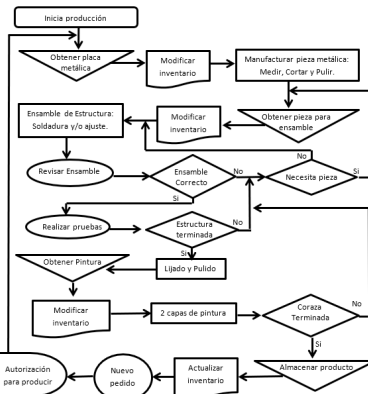 Inicia producción
Obtener placa
metálica
Modificar
inventario
Manufacturar pieza metálica:
Medir, Cortar y Pulir.
Ensamble de Estructura:
Soldadura y/o ajuste.
Modificar
inventario
Obtener pieza para
ensamble
Revisar Ensamble
Ensamble
Correcto
No
No
Necesita pieza
Si
Si
Realizar pruebas
Estructura
terminada
No
Si
Obtener Pintura
Lijado y Pulido
Modificar
inventario
2 capas de pintura
Coraza
Terminada
No
Si
Autorización
para producir
Nuevo
pedido
Actualizar
inventario
Almacenar producto